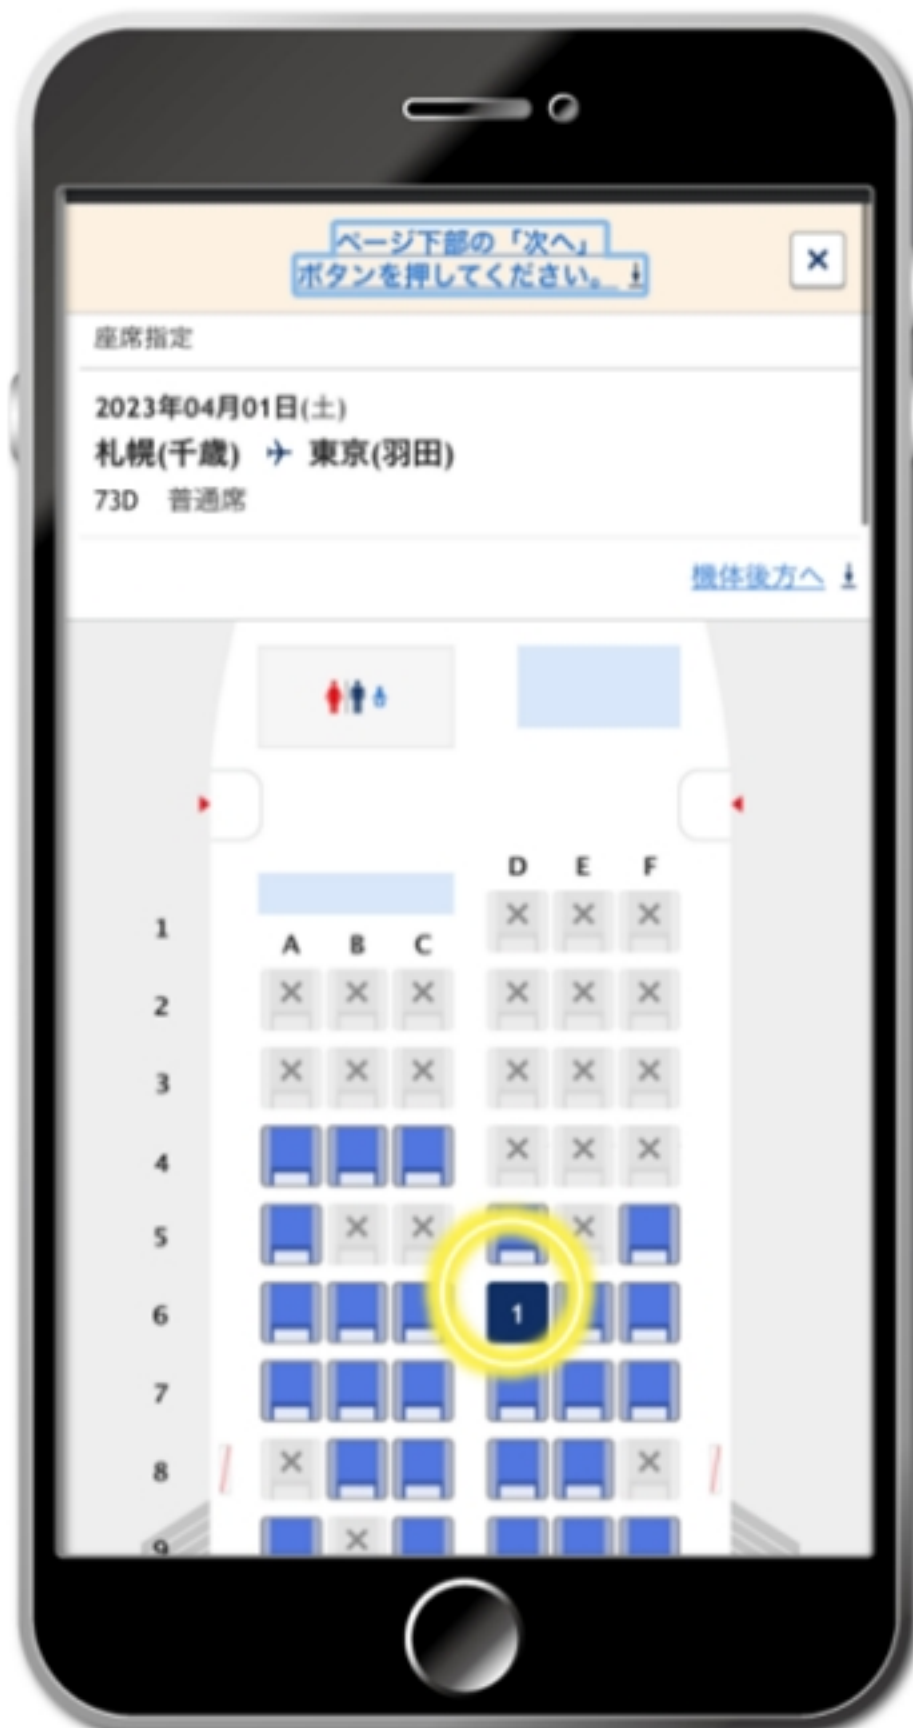 ページ下部の「次へ」
ボタンを押してください。
座席指定
2023年04月01日(土)
札幌(千歳) ✈ 東京(羽田)
73D 普通席
機体後方へ
D E F
1 × × ×
A B C
2 × × × × × ×
3 × × × × × ×
4 × × ×
5 × × ×
6 1
7
8 × ×
9 ×